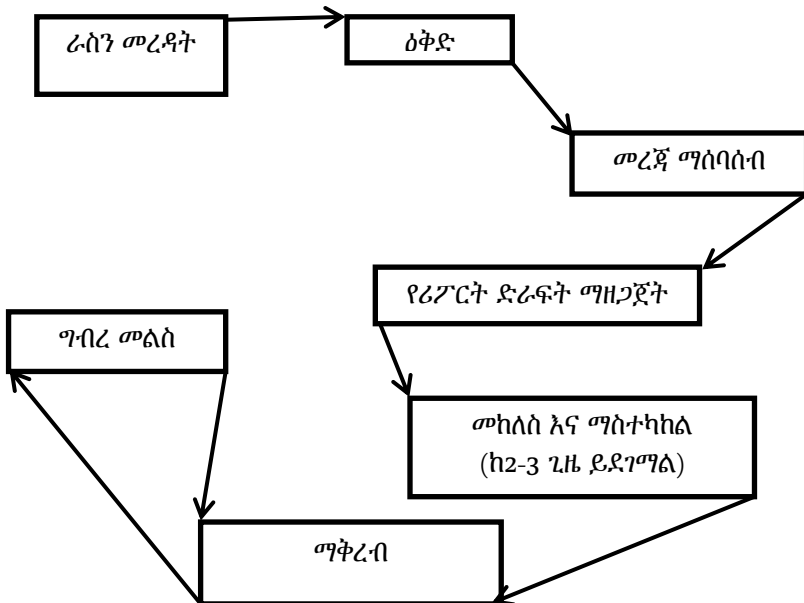 ራስን መረዳት
ዕቅድ
መረጃ ማሰባሰብ
የሪፖርት ድራፍት ማዘጋጀት
መከለስ እና ማስተካከል
(ከ2-3 ጊዜ ይደገማል)
ማቅረብ
ግብረ መልስ